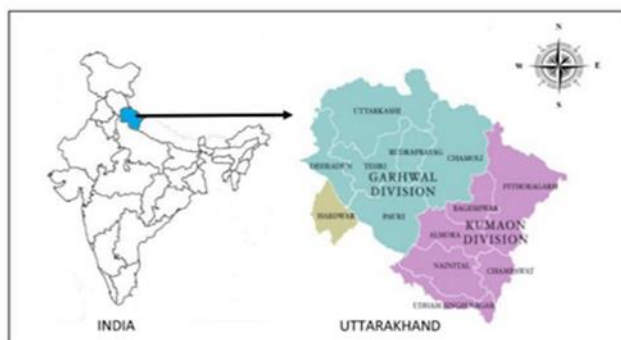 N
W E
S
UTTARKASHI
RUDRAPRAYAG
CHAMOLI
DEHRADUN
TEHRI
GARHWAL
DIVISION
PITHORAGARH
HARDWAR
PAURI
BAGESHWAR
KUMAON
DIVISION
ALMORA
NAINITAL
CHAMPAWAT
UDHAM SINGH NAGAR
INDIA
UTTARAKHAND